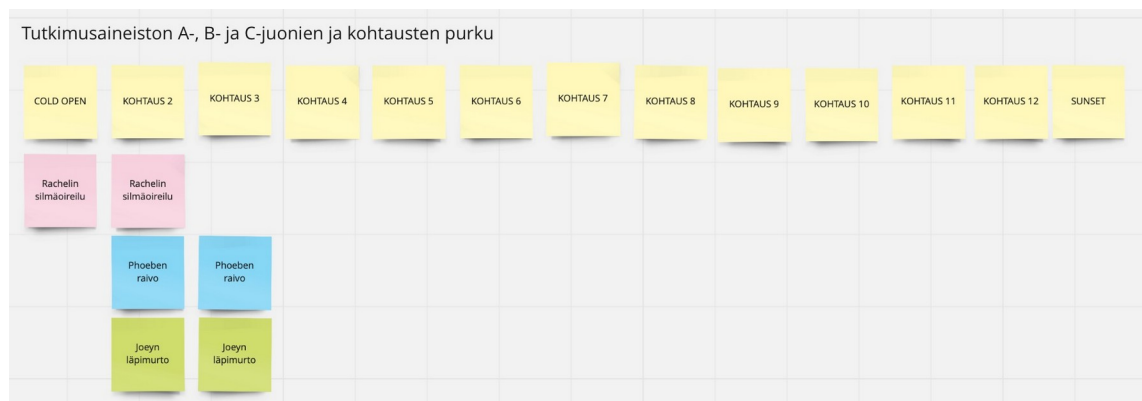 Tutkimusaineiston A-, B- ja C-juonien ja kohtausten purku
COLD OPEN
KOHTAUS 2
KOHTAUS 3
KOHTAUS 4
KOHTAUS 5
KOHTAUS 6
KOHTAUS 7
KOHTAUS 8
KOHTAUS 9
KOHTAUS 10
KOHTAUS 11
KOHTAUS 12
SUNSET
Rachelin
silmäoireilu
Rachelin
silmäoireilu
Phoeben
raivo
Phoeben
raivo
Joeyn
läpimurto
Joeyn
läpimurto